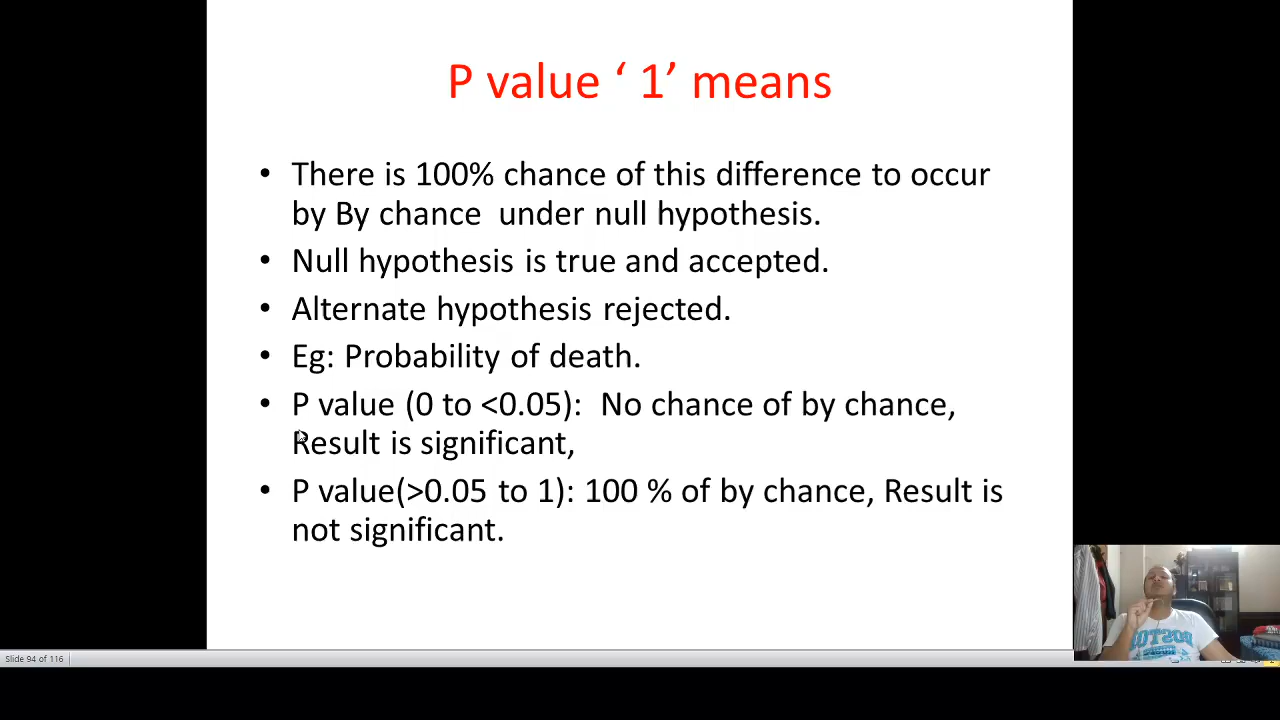 P value ‘ 1’ means
• There is 100% chance of this difference to occur
by By chance  under null hypothesis.
• Null hypothesis is true and accepted.
• Alternate hypothesis rejected.
• Eg: Probability of death.
• P value (0 to <0.05):  No chance of by chance,
Result is significant,
• P value(>0.05 to 1): 100 % of by chance, Result is
not significant.
Slide 94 of 116